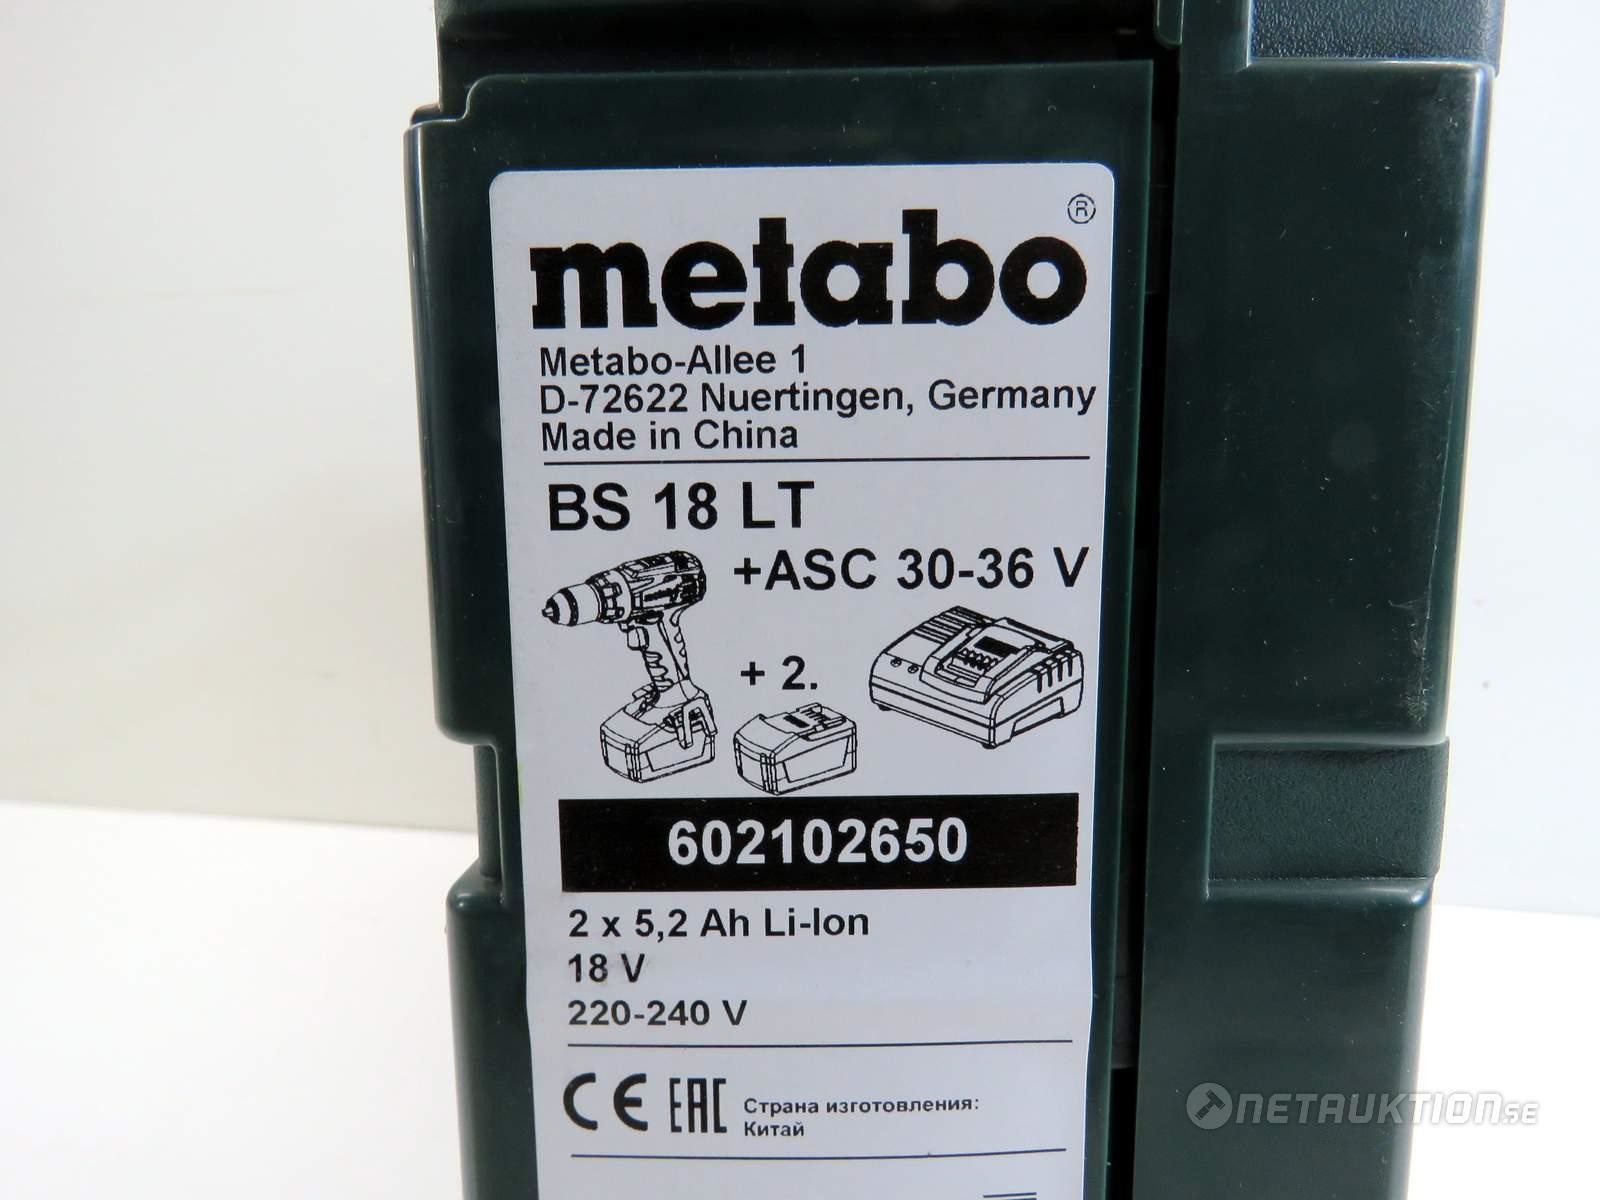 metabo®
Metabo-Allee 1
D-72622 Nuertingen, Germany
Made in China
BS 18 LT
+ASC 30-36 V
+ 2.
602102650
2 x 5,2 Ah Li-Ion
18 V
220-240 V
CE EAC Страна изготовления:
Китай
NETAUKTION.SE